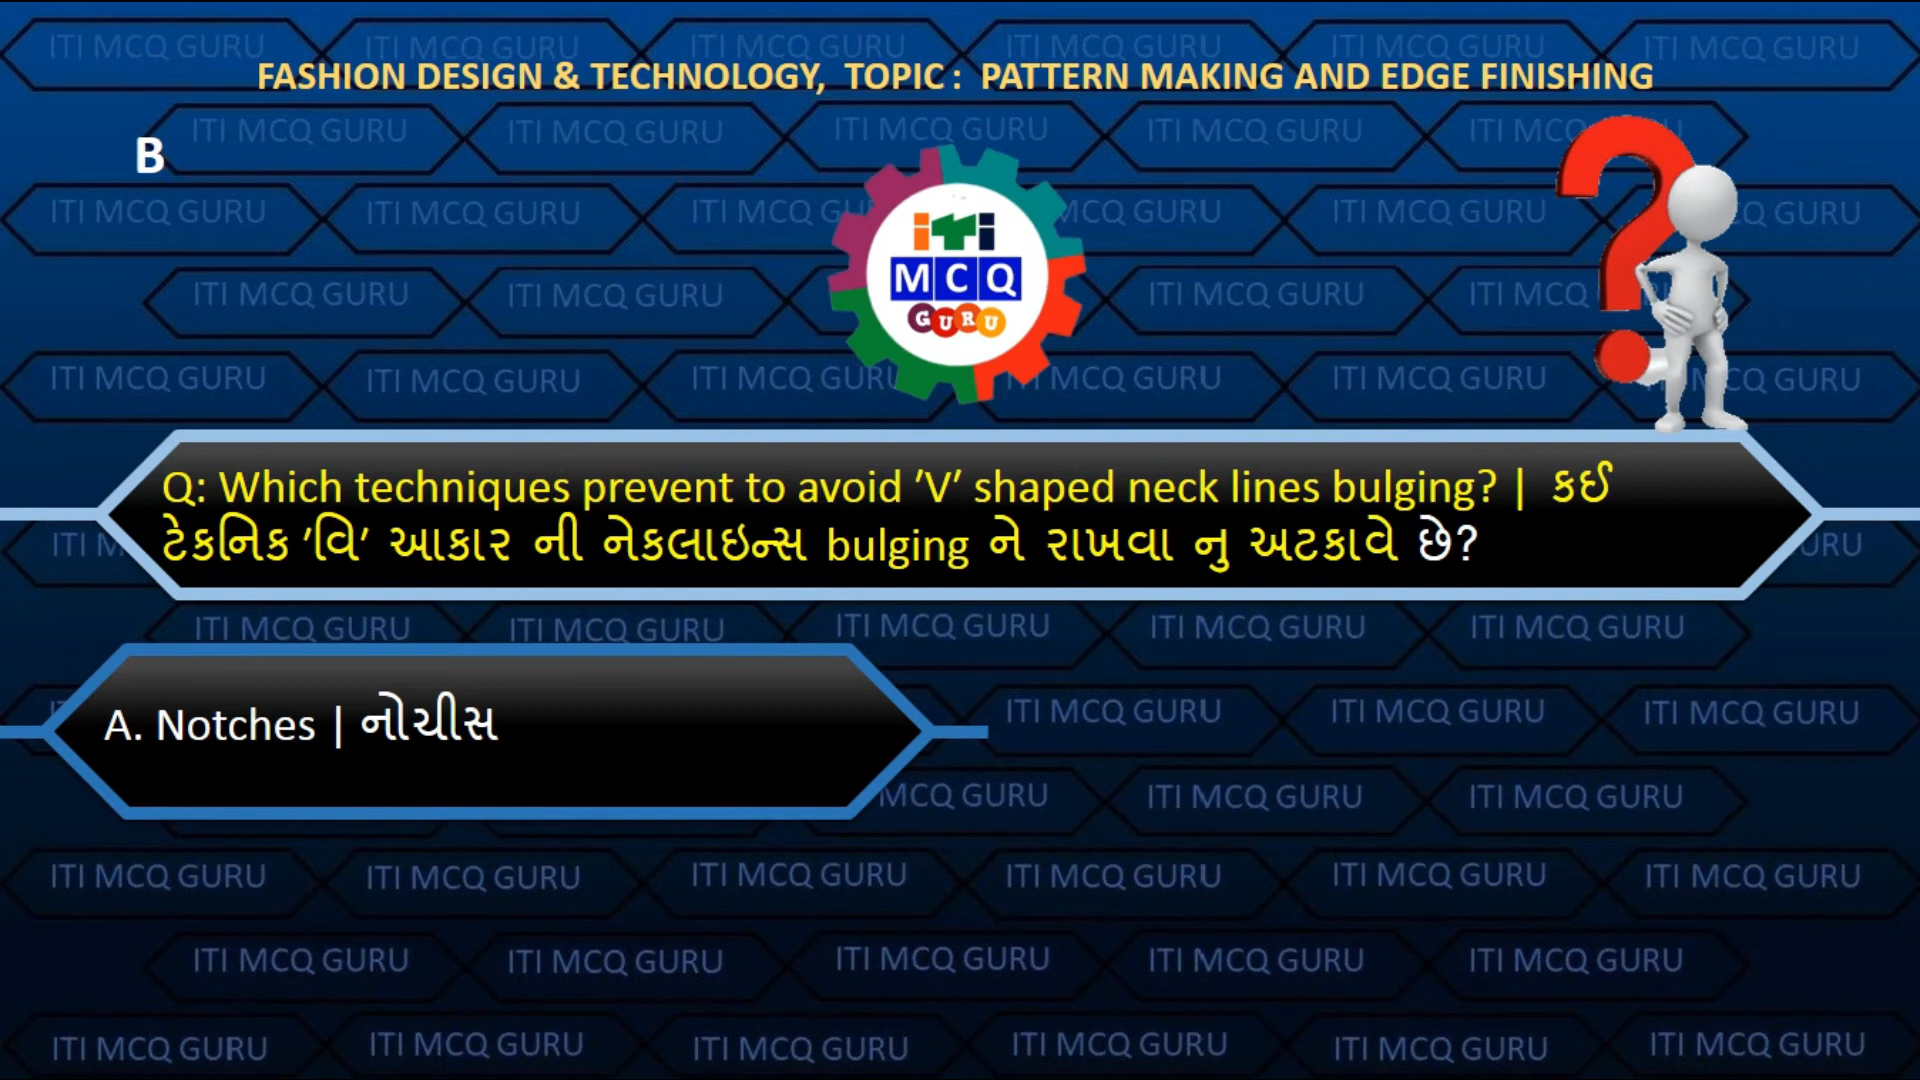 FASHION DESIGN & TECHNOLOGY, TOPIC : PATTERN MAKING AND EDGE FINISHING
B
iTi
MCQ
GURU
Q: Which techniques prevent to avoid ’V’ shaped neck lines bulging? | કઈ
ટેકનિક ’વિ’ આકાર ની નેકલાઇન્સ bulging ને રાખવા નુ અટકાવે છે?
A. Notches | નોચીસ
ITI MCQ GURU